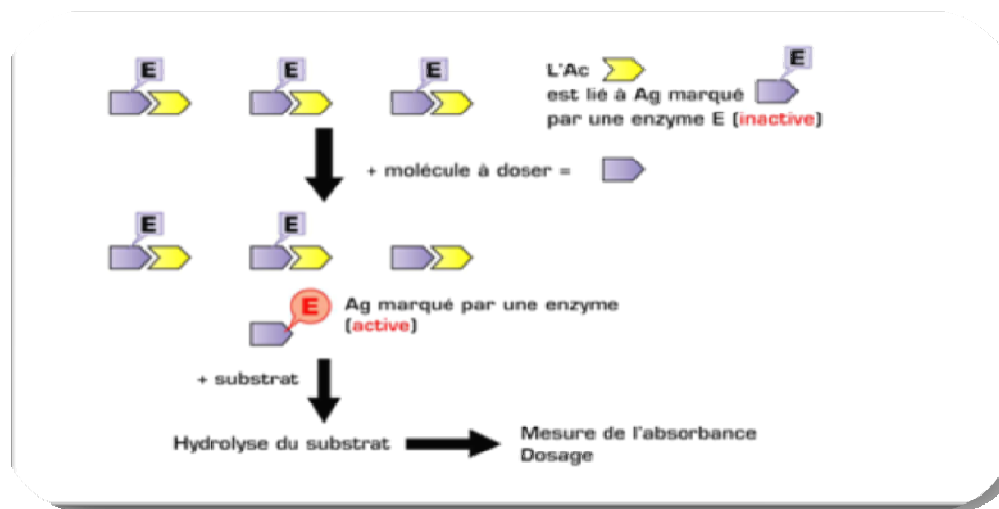 E E E
L'Ac
E
est lié à Ag marqué
par une enzyme E (inactive)
+ molécule à doser =
E E
E
Ag marqué par une enzyme
(active)
+ substrat
Hydrolyse du substrat
Mesure de l'absorbance
Dosage